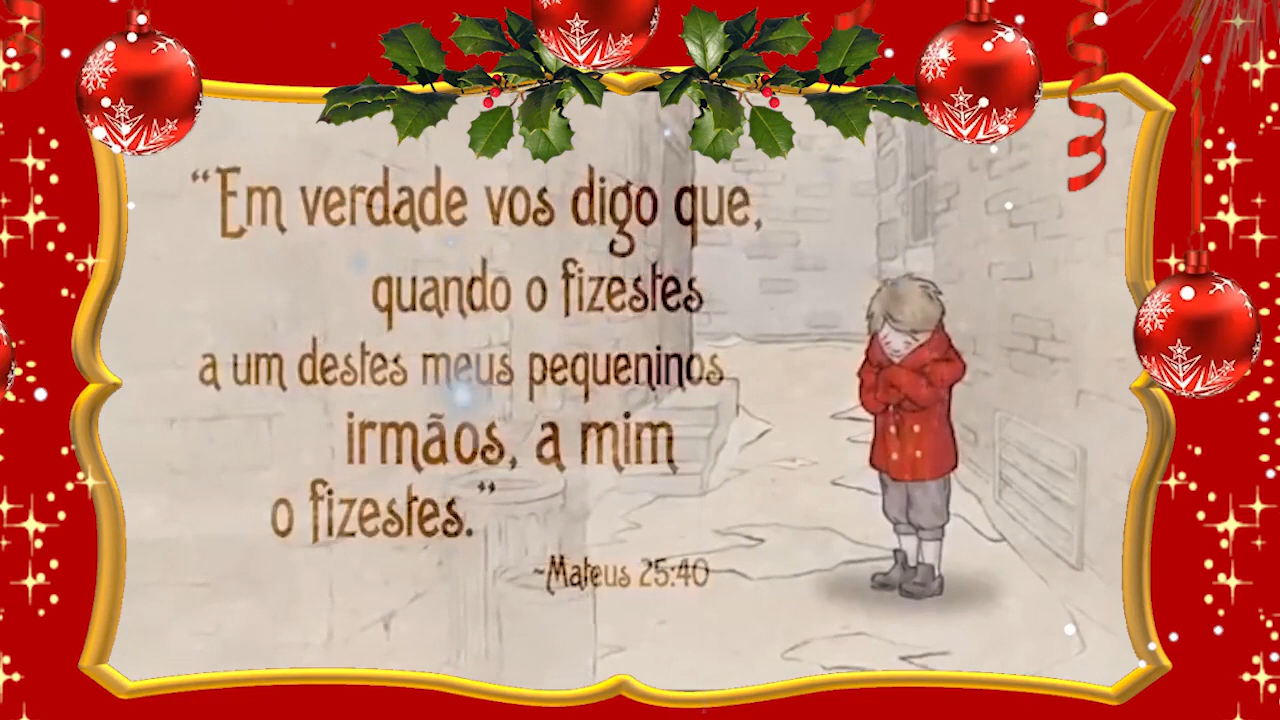 “Em verdade vos digo que,
quando o fizestes
a um destes meus pequeninos
irmãos, a mim
o fizestes.”
~Mateus 25:40